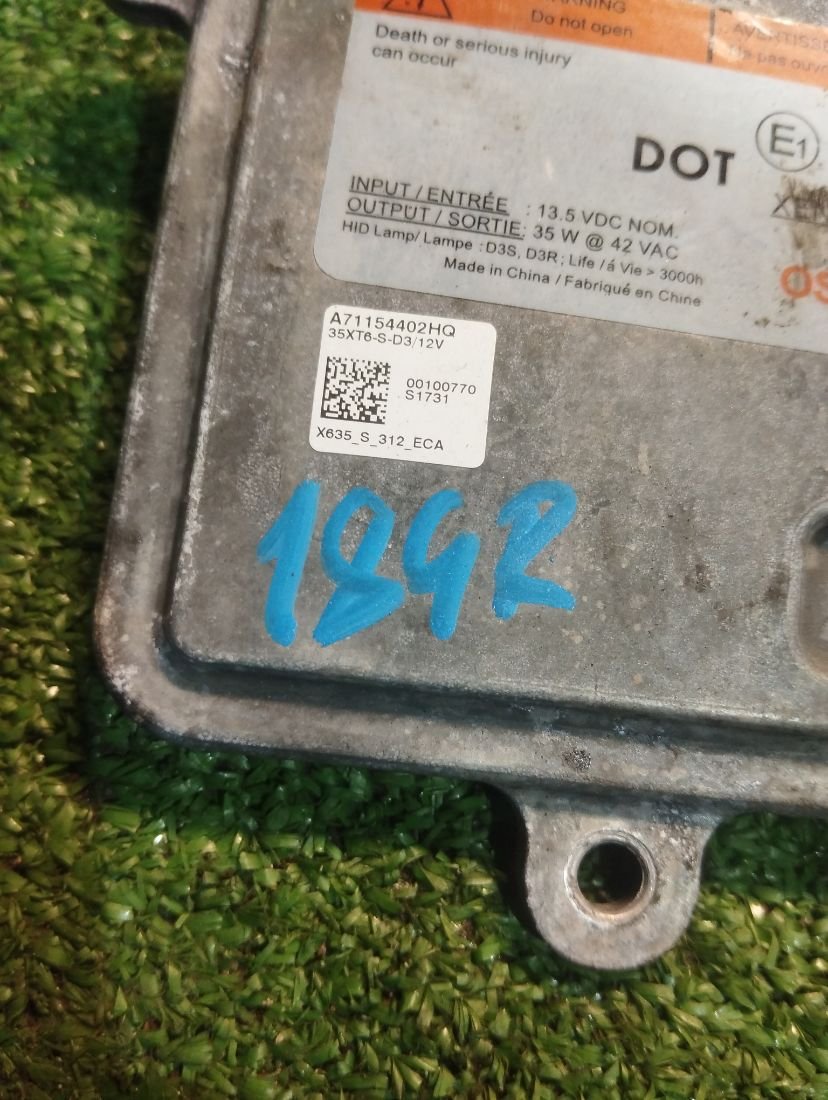 Do not open
Death or serious injury
can occur
DOT E1
INPUT / ENTRÉE : 13.5 VDC NOM.
OUTPUT / SORTIE: 35 W @ 42 VAC
HID Lamp/ Lampe : D3S, D3R; Life / á Vie > 3000h
Made in China / Fabriqué en Chine
A71154402HQ
35XT6-S-D3/12V
00100770
S1731
X635_S_312_ECA
189R